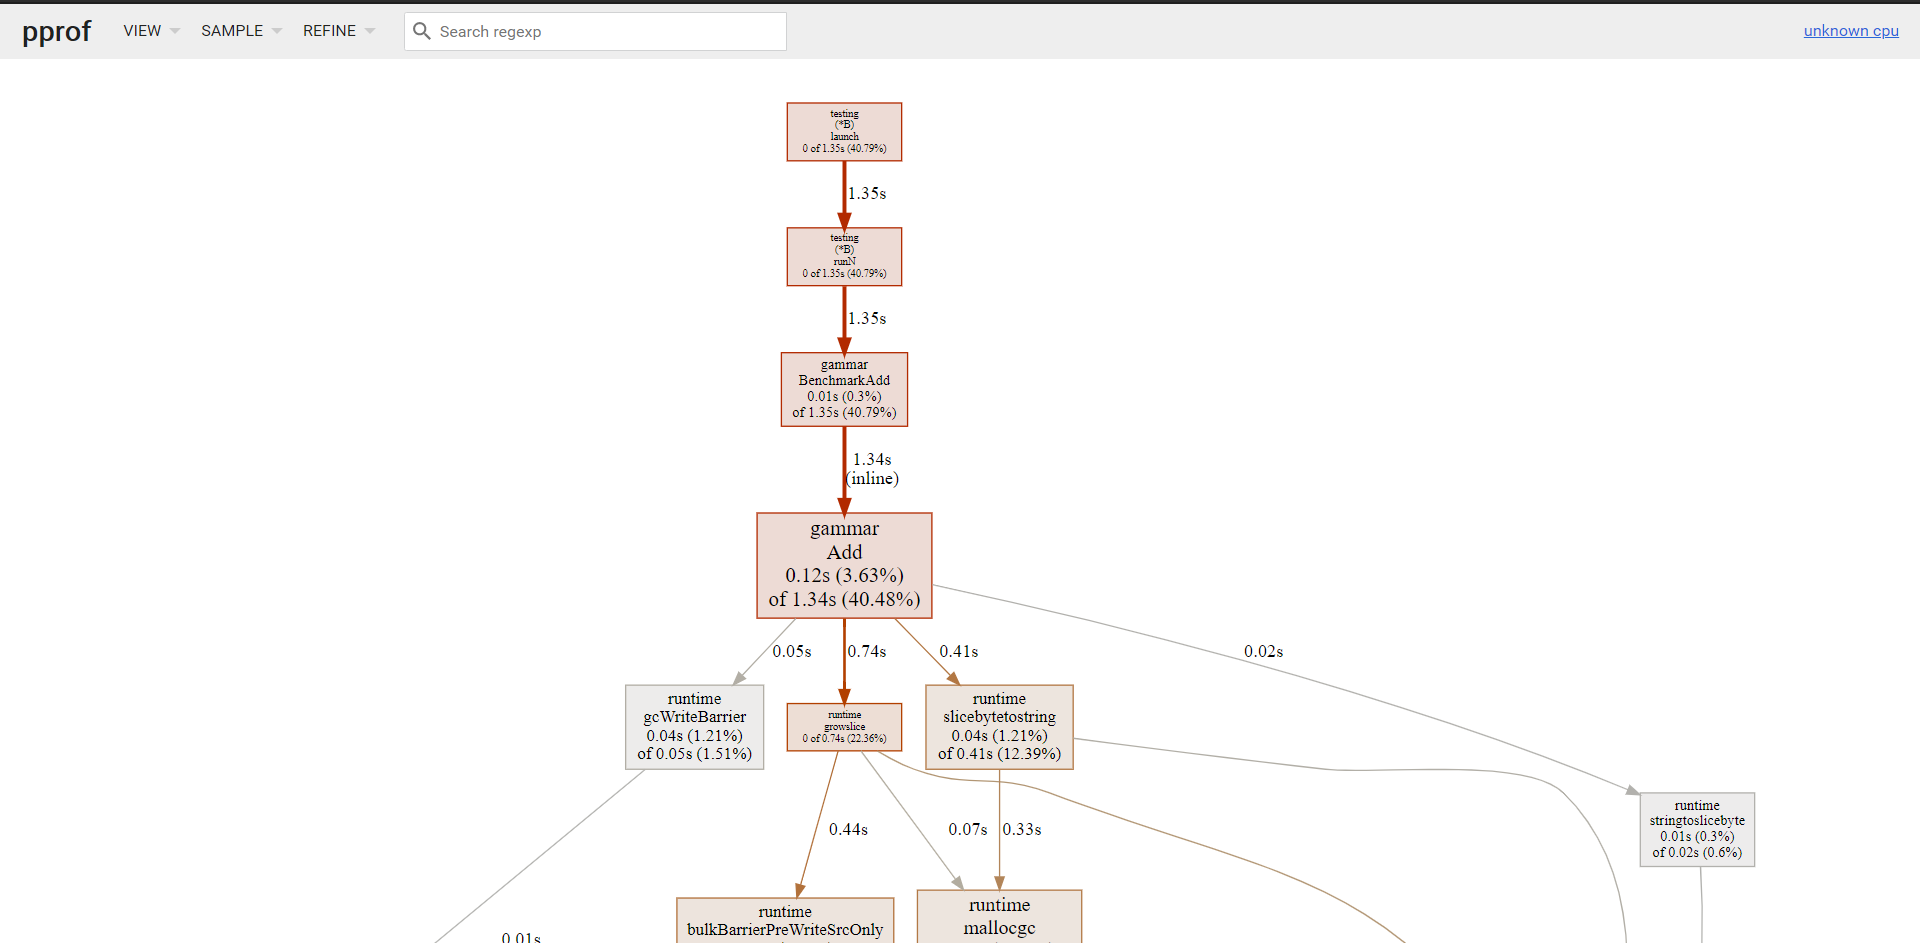 pprof
VIEW
SAMPLE
REFINE
Search regexp
unknown cpu
testing
(*B)
launch
0 of 1.35s (40.79%)
1.35s
testing
(*B)
runN
0 of 1.35s (40.79%)
1.35s
gammar
BenchmarkAdd
0.01s (0.3%)
of 1.35s (40.79%)
1.34s
(inline)
gammar
Add
0.12s (3.63%)
of 1.34s (40.48%)
0.05s
0.74s
0.41s
0.02s
runtime
gcWriteBarrier
0.04s (1.21%)
of 0.05s (1.51%)
runtime
growslice
0 of 0.74s (22.36%)
runtime
slicebytetostring
0.04s (1.21%)
of 0.41s (12.39%)
runtime
stringtoslicebyte
0.01s (0.3%)
of 0.02s (0.6%)
0.44s
0.07s
0.33s
runtime
bulkBarrierPreWriteSrcOnly
runtime
mallocgc
0.01s